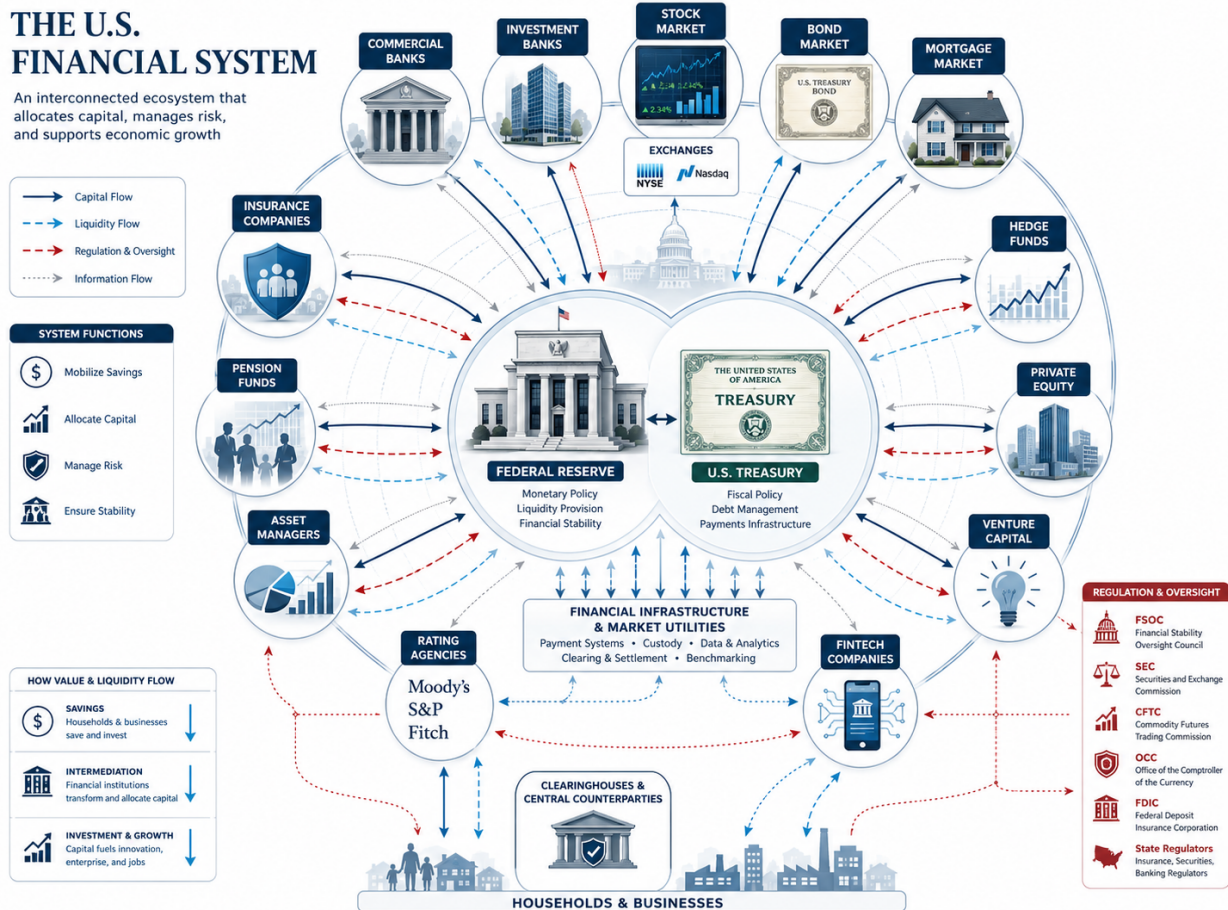 THE U.S.
FINANCIAL SYSTEM
An interconnected ecosystem that
allocates capital, manages risk,
and supports economic growth
Capital Flow
Liquidity Flow
Regulation & Oversight
Information Flow
SYSTEM FUNCTIONS
$
Mobilize Savings
Allocate Capital
Manage Risk
Ensure Stability
HOW VALUE & LIQUIDITY FLOW
$
SAVINGS
Households & businesses
save and invest
INTERMEDIATION
Financial institutions
transform and allocate capital
INVESTMENT & GROWTH
Capital fuels innovation,
enterprise, and jobs
COMMERCIAL
BANKS
INVESTMENT
BANKS
STOCK
MARKET
▲ 2.34%
BOND
MARKET
U.S. TREASURY
BOND
MORTGAGE
MARKET
EXCHANGES
NYSE
Nasdaq
INSURANCE
COMPANIES
HEDGE
FUNDS
PENSION
FUNDS
PRIVATE
EQUITY
ASSET
MANAGERS
VENTURE
CAPITAL
FEDERAL RESERVE
Monetary Policy
Liquidity Provision
Financial Stability
THE UNITED STATES
OF AMERICA
TREASURY
U.S. TREASURY
Fiscal Policy
Debt Management
Payments Infrastructure
FINANCIAL INFRASTRUCTURE
& MARKET UTILITIES
Payment Systems • Custody • Data & Analytics
Clearing & Settlement • Benchmarking
RATING
AGENCIES
Moody's
S&P
Fitch
FINTECH
COMPANIES
CLEARINGHOUSES &
CENTRAL COUNTERPARTIES
HOUSEHOLDS & BUSINESSES
REGULATION & OVERSIGHT
FSOC
Financial Stability
Oversight Council
SEC
Securities and Exchange
Commission
CFTC
Commodity Futures
Trading Commission
OCC
Office of the Comptroller
of the Currency
FDIC
Federal Deposit
Insurance Corporation
State Regulators
Insurance, Securities,
Banking Regulators